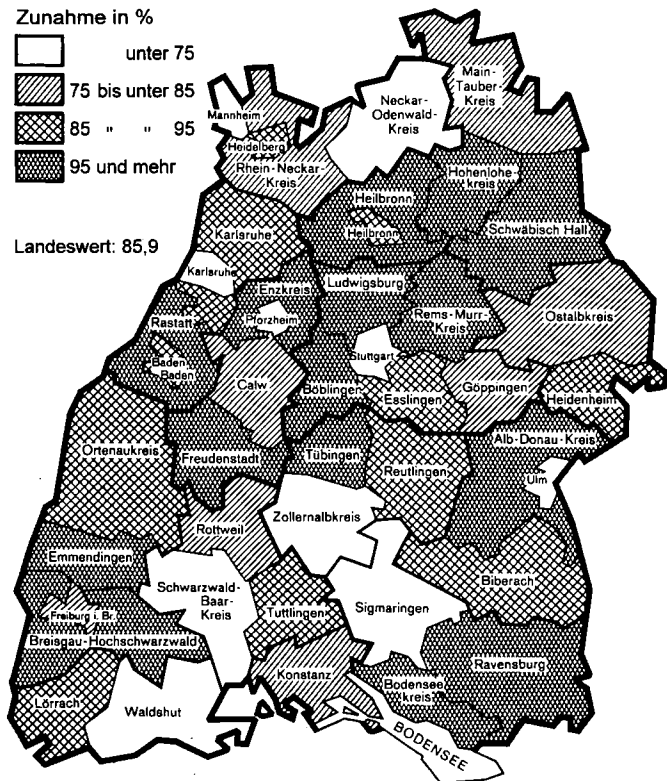 Zunahme in %
unter 75
75 bis unter 85
85 " " 95
95 und mehr
Landeswert: 85,9
Main-
Tauber-
Kreis
Neckar-
Odenwald-
Kreis
Mannheim
Heidelberg
Rhein-Neckar-
Kreis
Hohenlohe-
kreis
Heilbronn
Heilbronn
Schwäbisch Hall
Karlsruhe
Karlsruhe
Enzkreis
Ludwigsburg
Pforzheim
Rems-Murr-
Kreis
Ostalbkreis
Rastatt
Baden
Baden
Stuttgart
Calw
Böblingen
Esslingen
Göppingen
Heidenheim
Ortenaukreis
Freudenstadt
Tübingen
Reutlingen
Alb-Donau-Kreis
Ulm
Rottweil
Zollernalbkreis
Emmendingen
Schwarzwald-
Baar-
Kreis
Tuttlingen
Sigmaringen
Biberach
Freiburg i. Br.
Breisgau-Hochschwarzwald
Konstanz
Bodensee
kreis
Ravensburg
Lörrach
Waldshut
BODENSEE